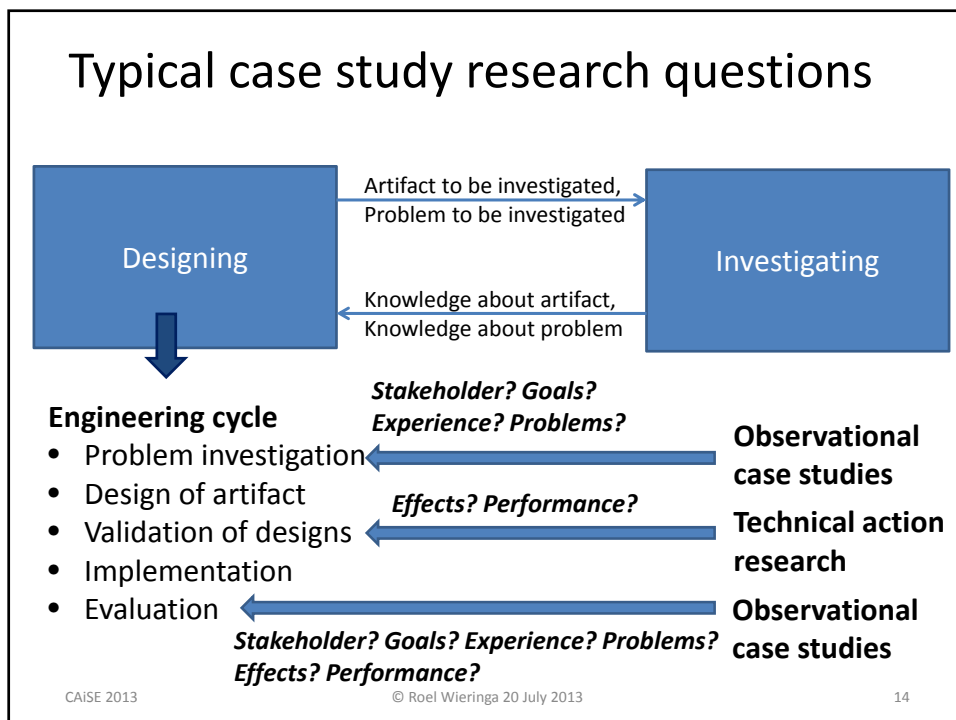 Typical case study research questions
Designing
Artifact to be investigated,
Problem to be investigated
Knowledge about artifact,
Knowledge about problem
Investigating
Engineering cycle
• Problem investigation
• Design of artifact
• Validation of designs
• Implementation
• Evaluation
Stakeholder? Goals?
Experience? Problems?
Observational
case studies
Effects? Performance?
Technical action
research
Stakeholder? Goals? Experience? Problems?
Effects? Performance?
Observational
case studies
CAiSE 2013
© Roel Wieringa 20 July 2013
14